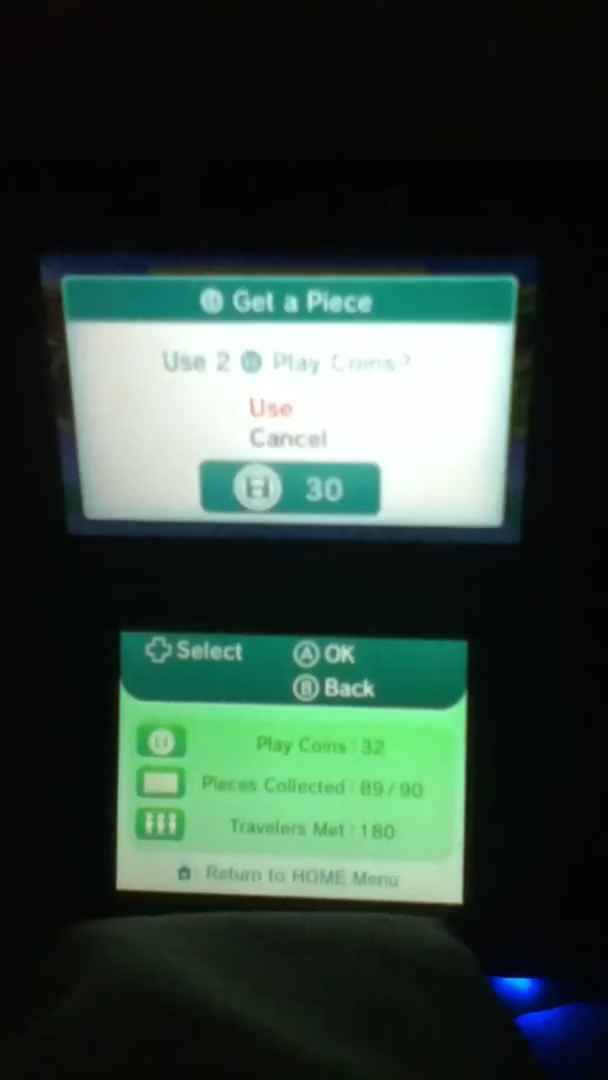 Get a Piece
Use 2 Play Coins?
Use
Cancel
30
Select
A OK
B Back
Play Coins : 32
Pieces Collected : 89/90
Travelers Met : 180
Return to HOME Menu